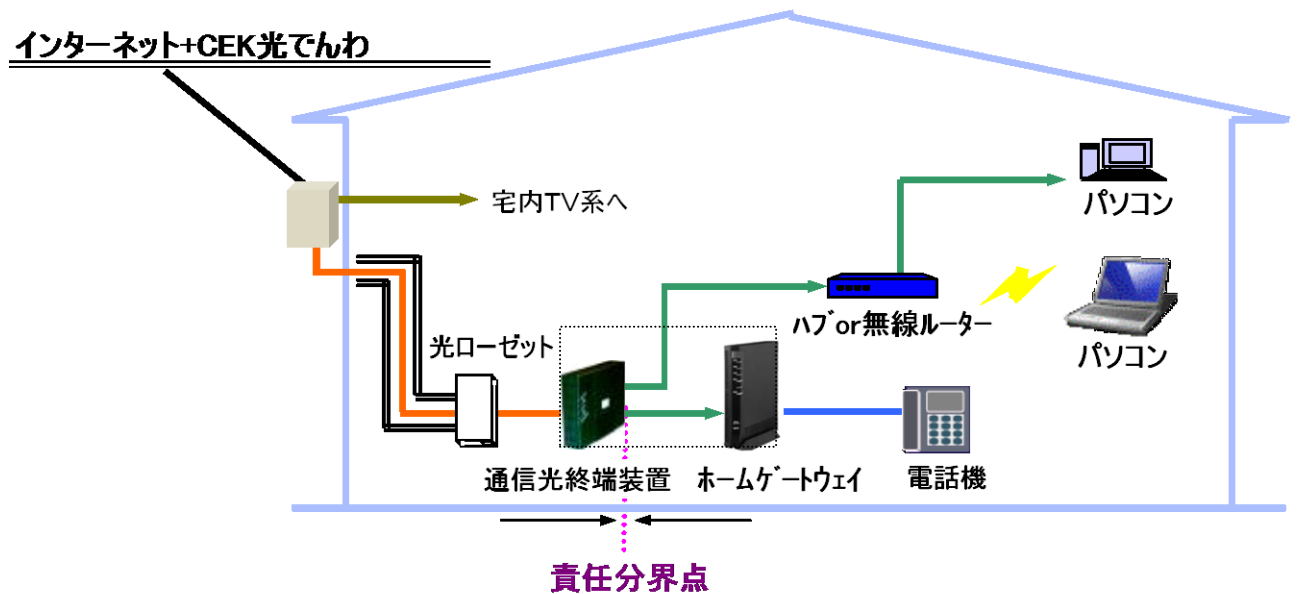 インターネット+CEK光でんわ
宅内TV系へ
パソコン
ハブor無線ルーター
パソコン
光ローゼット
通信光終端装置
ホームゲートウェイ
電話機
責任分界点